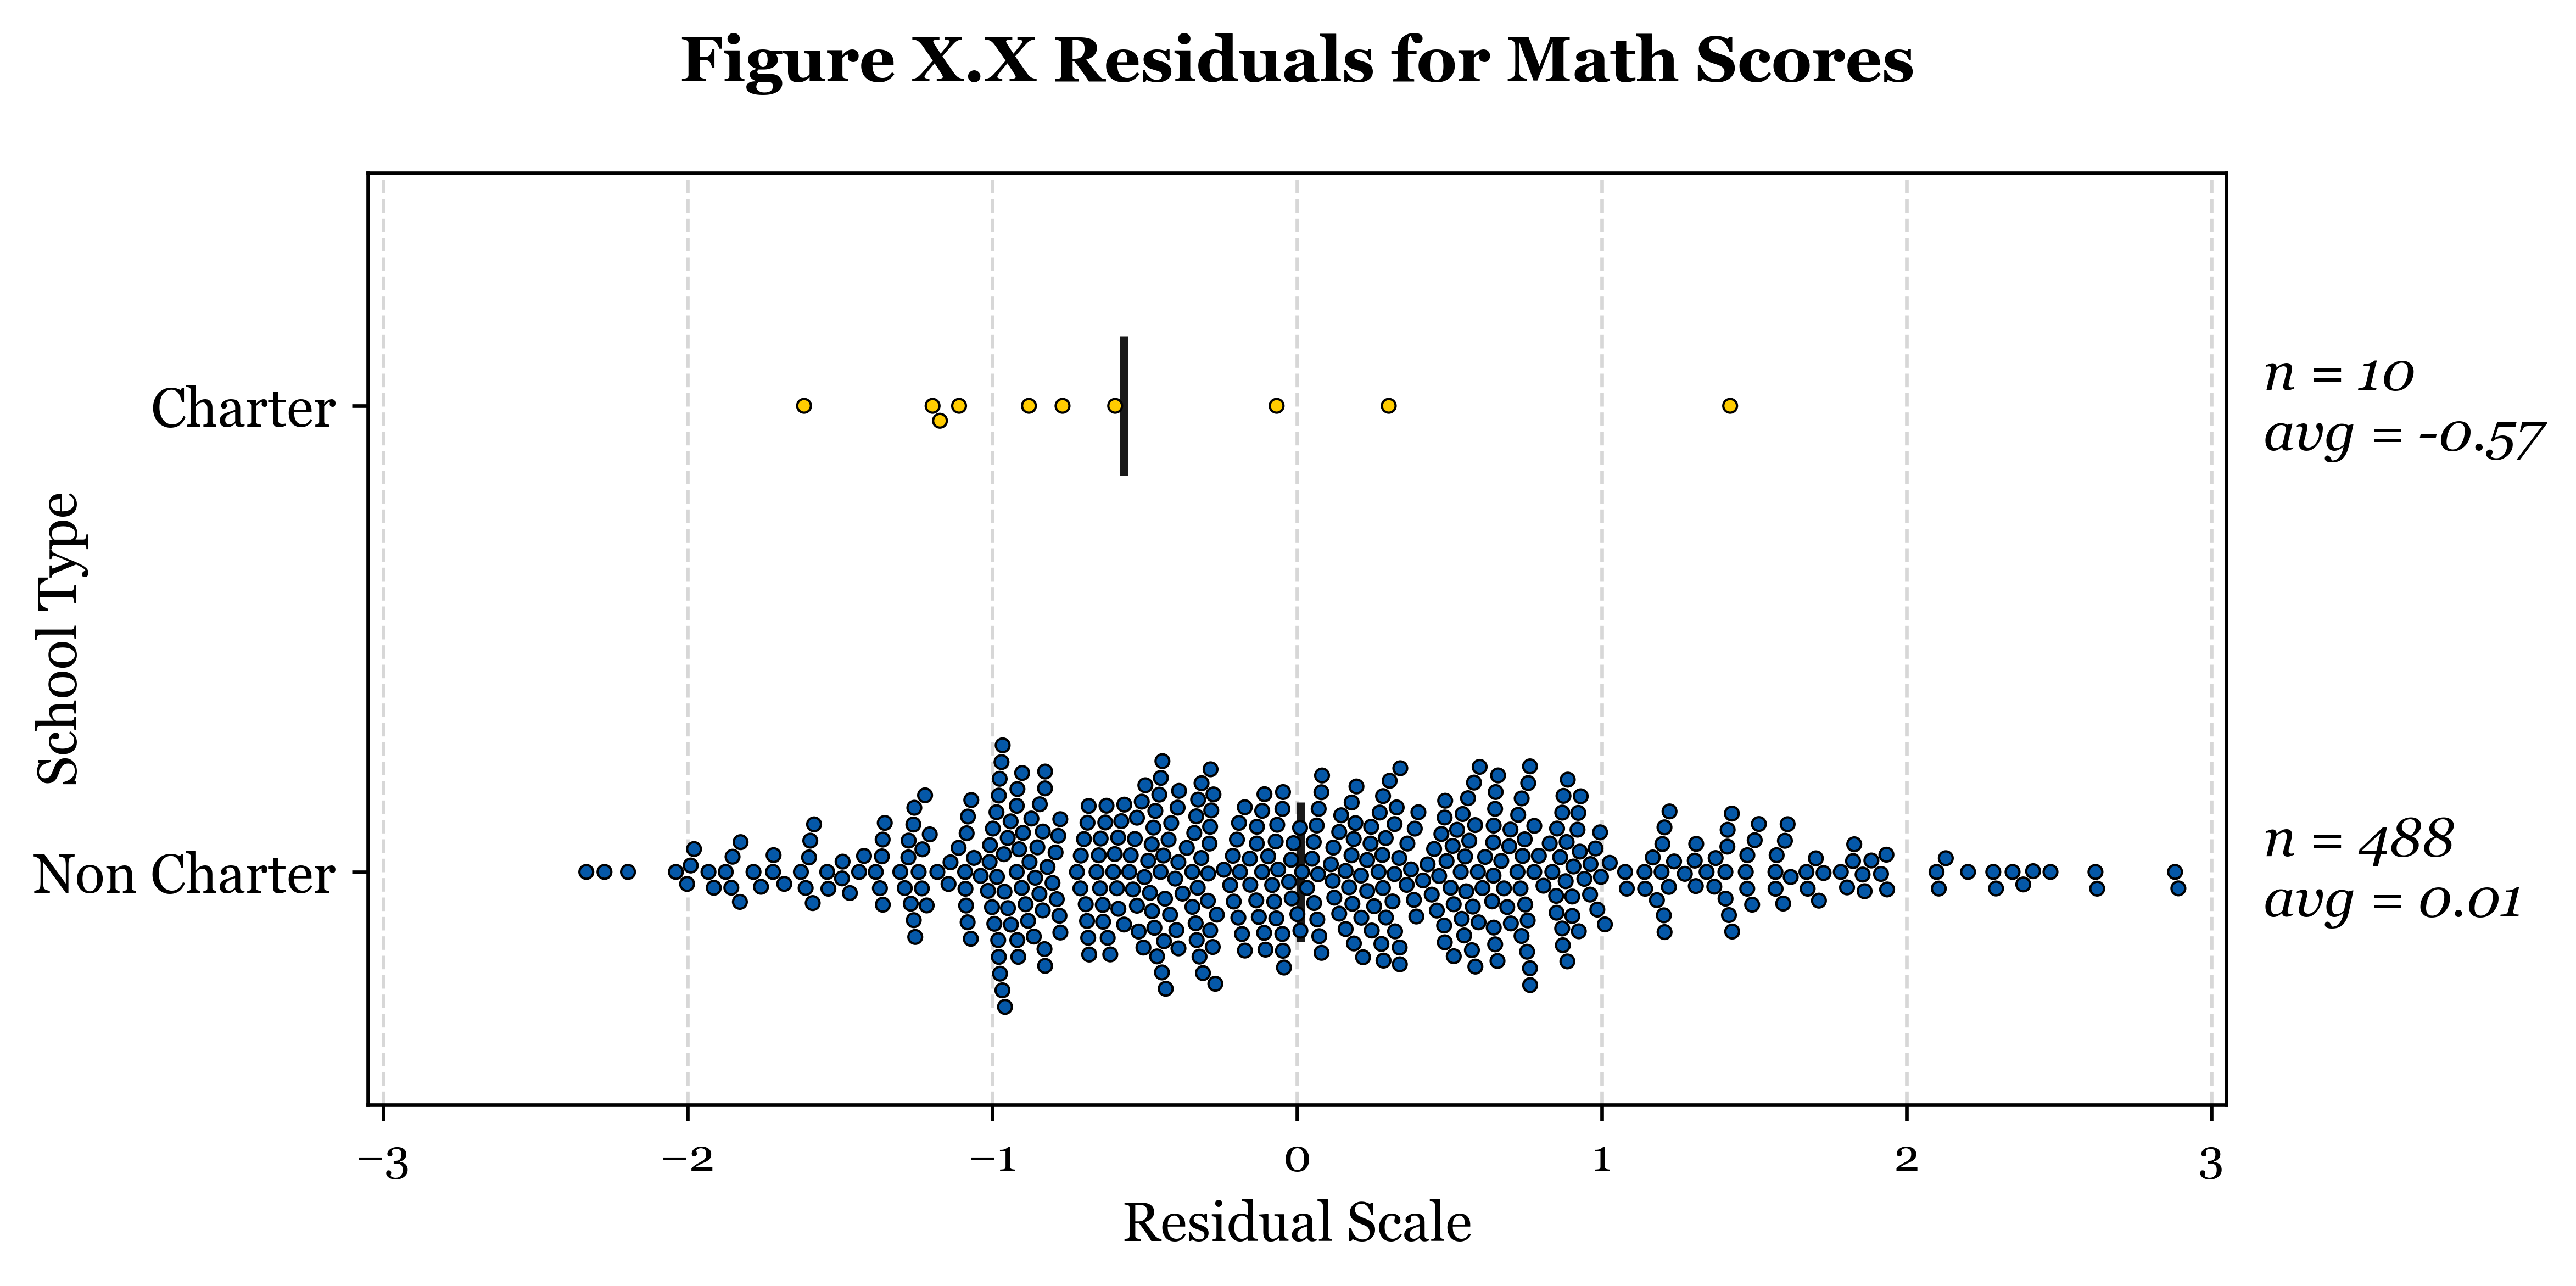 Figure X.X Residuals for Math Scores
School Type
Charter
n = 10
avg = -0.57
Non Charter
n = 488
avg = 0.01
−3
−2
−1
0
1
2
3
Residual Scale